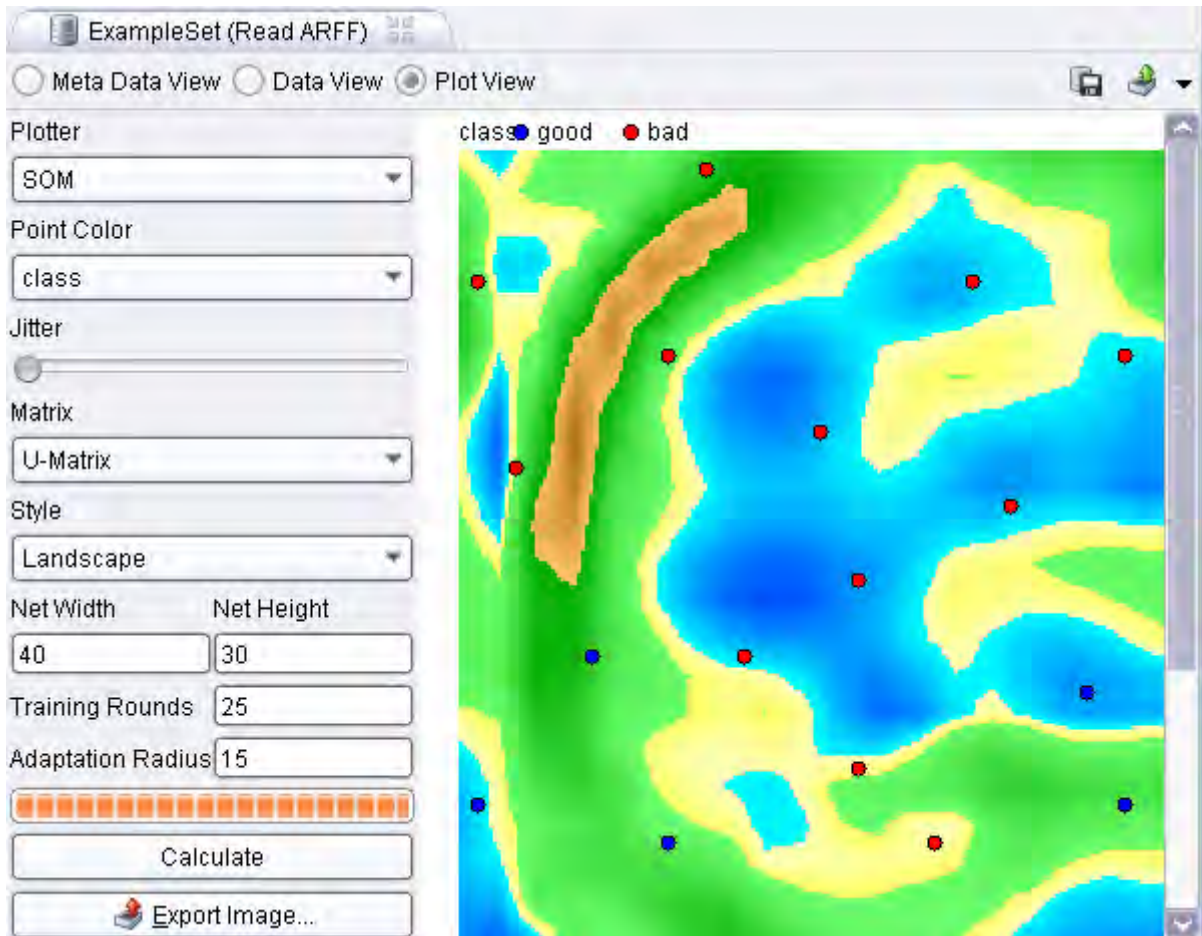 ExampleSet (Read ARFF)
Meta Data View Data View Plot View
Plotter
class good bad
SOM
Point Color
class
Jitter
Matrix
U-Matrix
Style
Landscape
Net Width Net Height
40 30
Training Rounds 25
Adaptation Radius 15
Calculate
Export Image...